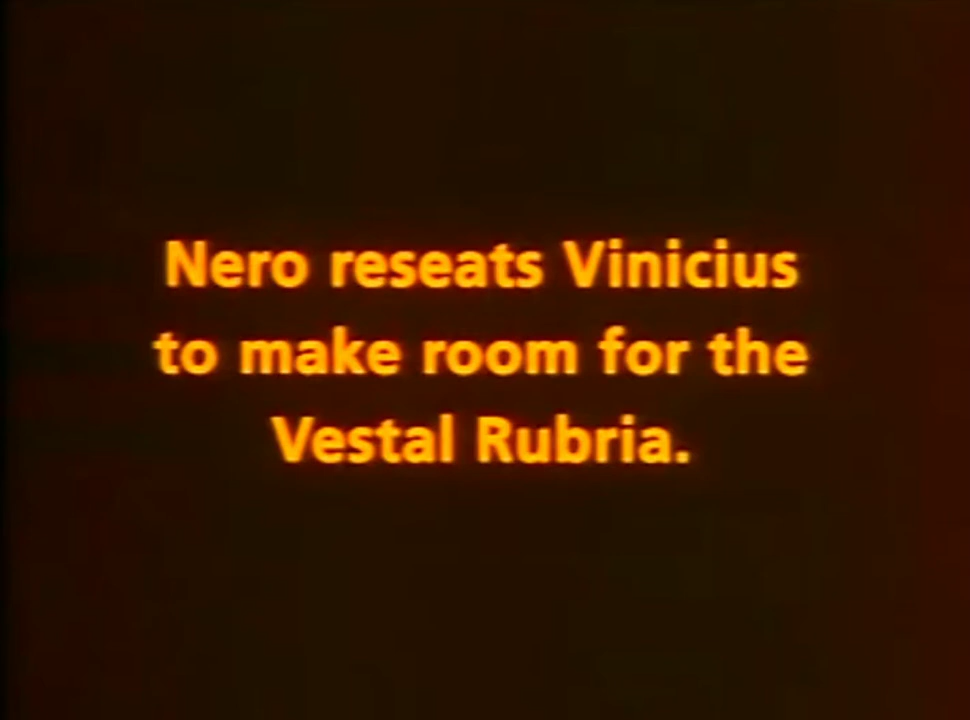 Nero reseats Vinicius
to make room for the
Vestal Rubria.